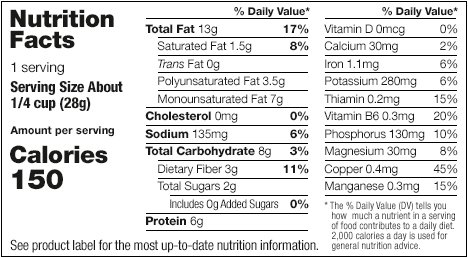 Nutrition
Facts
1 serving
Serving Size About
1/4 cup (28g)
Amount per serving
Calories
150
% Daily Value*
Total Fat 13g 17%
Saturated Fat 1.5g 8%
Trans Fat 0g
Polyunsaturated Fat 3.5g
Monounsaturated Fat 7g
Cholesterol 0mg 0%
Sodium 135mg 6%
Total Carbohydrate 8g 3%
Dietary Fiber 3g 11%
Total Sugars 2g
Includes 0g Added Sugars 0%
Protein 6g
% Daily Value*
Vitamin D 0mcg 0%
Calcium 30mg 2%
Iron 1.1mg 6%
Potassium 280mg 6%
Thiamin 0.2mg 15%
Vitamin B6 0.3mg 20%
Phosphorus 130mg 10%
Magnesium 30mg 8%
Copper 0.4mg 45%
Manganese 0.3mg 15%
* The % Daily Value (DV) tells you
how much a nutrient in a serving
of food contributes to a daily diet.
2,000 calories a day is used for
general nutrition advice.
See product label for the most up-to-date nutrition information.